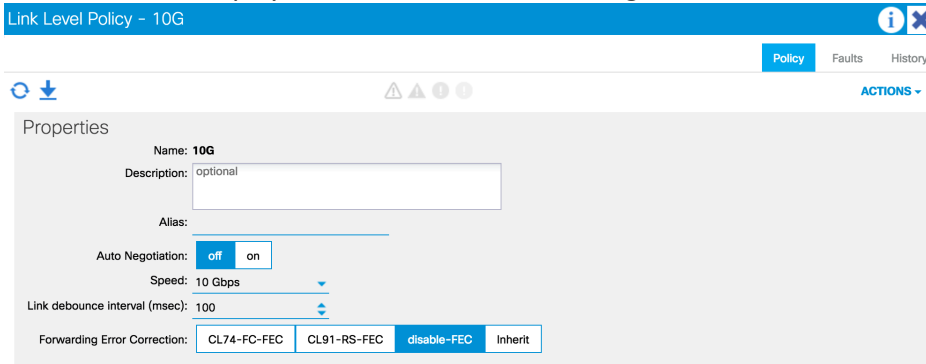 Link Level Policy - 10G
Policy Faults History
ACTIONS
Properties
Name: 10G
Description: optional
Alias:
Auto Negotiation: off on
Speed: 10 Gbps
Link debounce interval (msec): 100
Forwarding Error Correction: CL74-FC-FEC CL91-RS-FEC disable-FEC Inherit